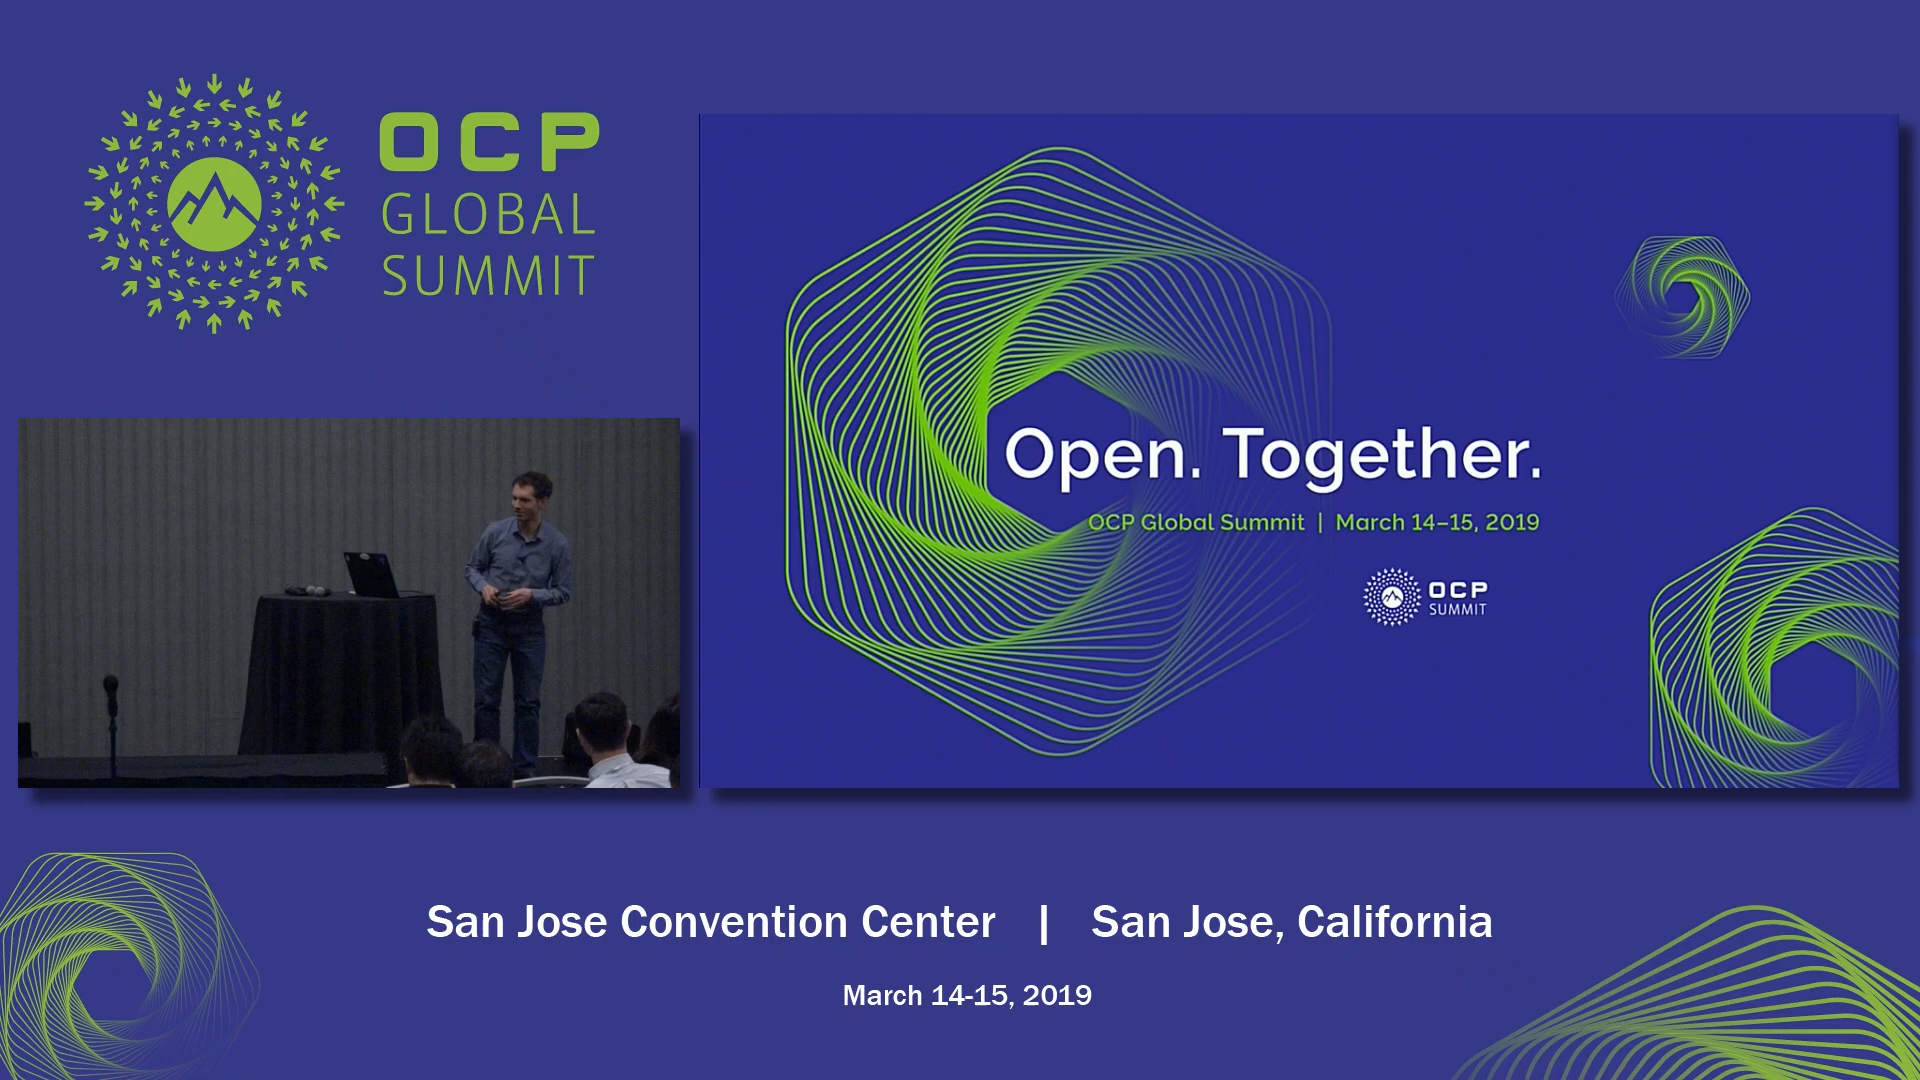 OCP
GLOBAL
SUMMIT
Open. Together.
OCP Global Summit | March 14–15, 2019
OCP
SUMMIT
San Jose Convention Center | San Jose, California
March 14-15, 2019